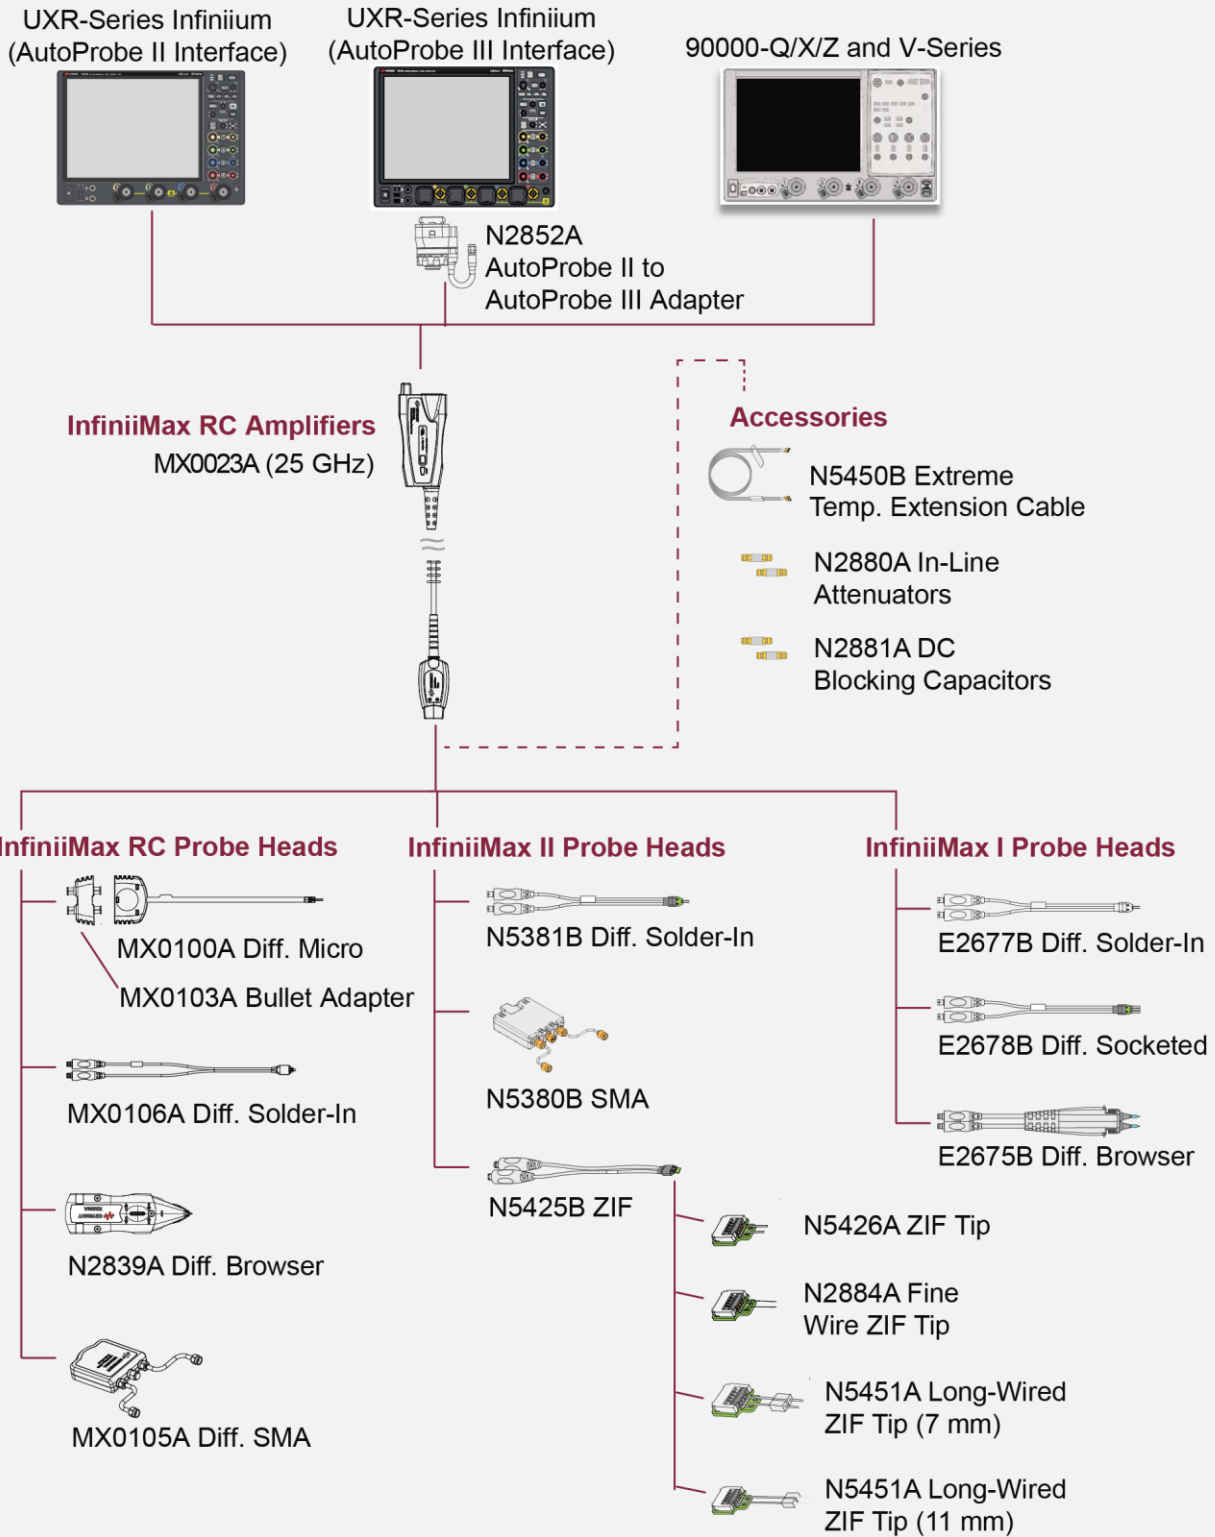 UXR-Series Infiniium
(AutoProbe II Interface)
UXR-Series Infiniium
(AutoProbe III Interface)
90000-Q/X/Z and V-Series
N2852A
AutoProbe II to
AutoProbe III Adapter
InfiniiMax RC Amplifiers
MX0023A (25 GHz)
Accessories
N5450B Extreme
Temp. Extension Cable
N2880A In-Line
Attenuators
N2881A DC
Blocking Capacitors
InfiniiMax RC Probe Heads
MX0100A Diff. Micro
MX0103A Bullet Adapter
MX0106A Diff. Solder-In
N2839A Diff. Browser
MX0105A Diff. SMA
InfiniiMax II Probe Heads
N5381B Diff. Solder-In
N5380B SMA
N5425B ZIF
N5426A ZIF Tip
N2884A Fine
Wire ZIF Tip
N5451A Long-Wired
ZIF Tip (7 mm)
N5451A Long-Wired
ZIF Tip (11 mm)
InfiniiMax I Probe Heads
E2677B Diff. Solder-In
E2678B Diff. Socketed
E2675B Diff. Browser